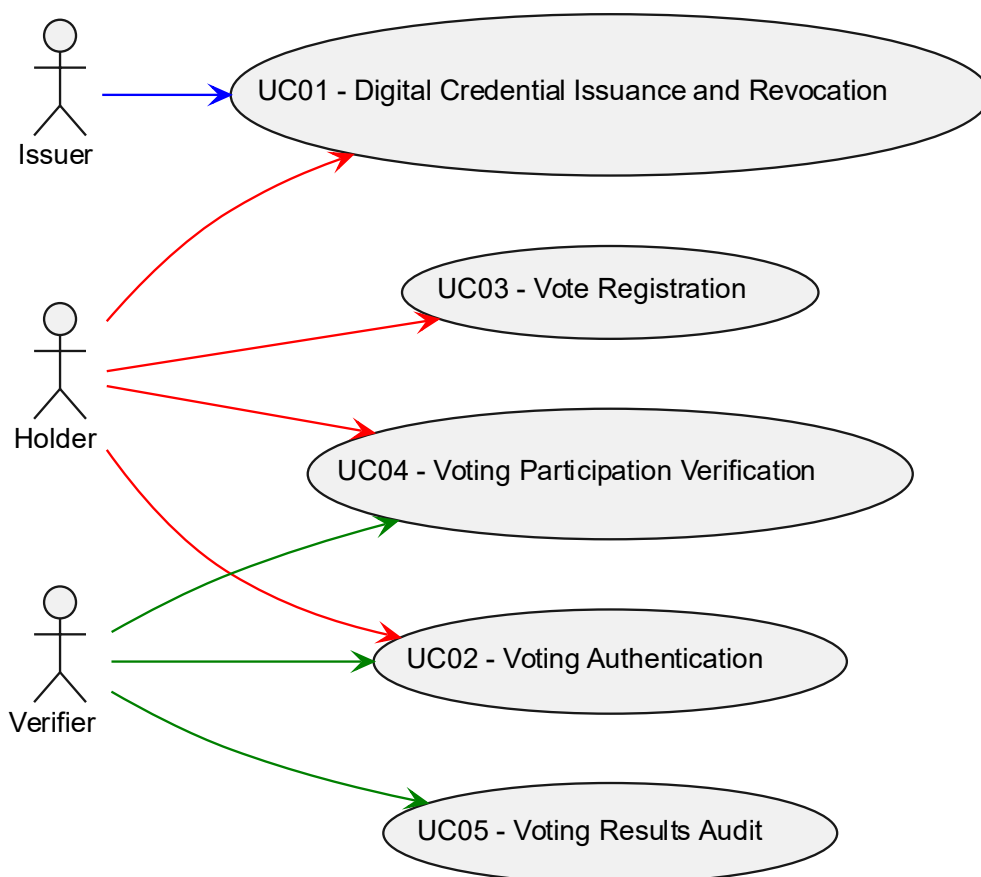 UC01 - Digital Credential Issuance and Revocation
Issuer
UC03 - Vote Registration
Holder
UC04 - Voting Participation Verification
UC02 - Voting Authentication
Verifier
UC05 - Voting Results Audit